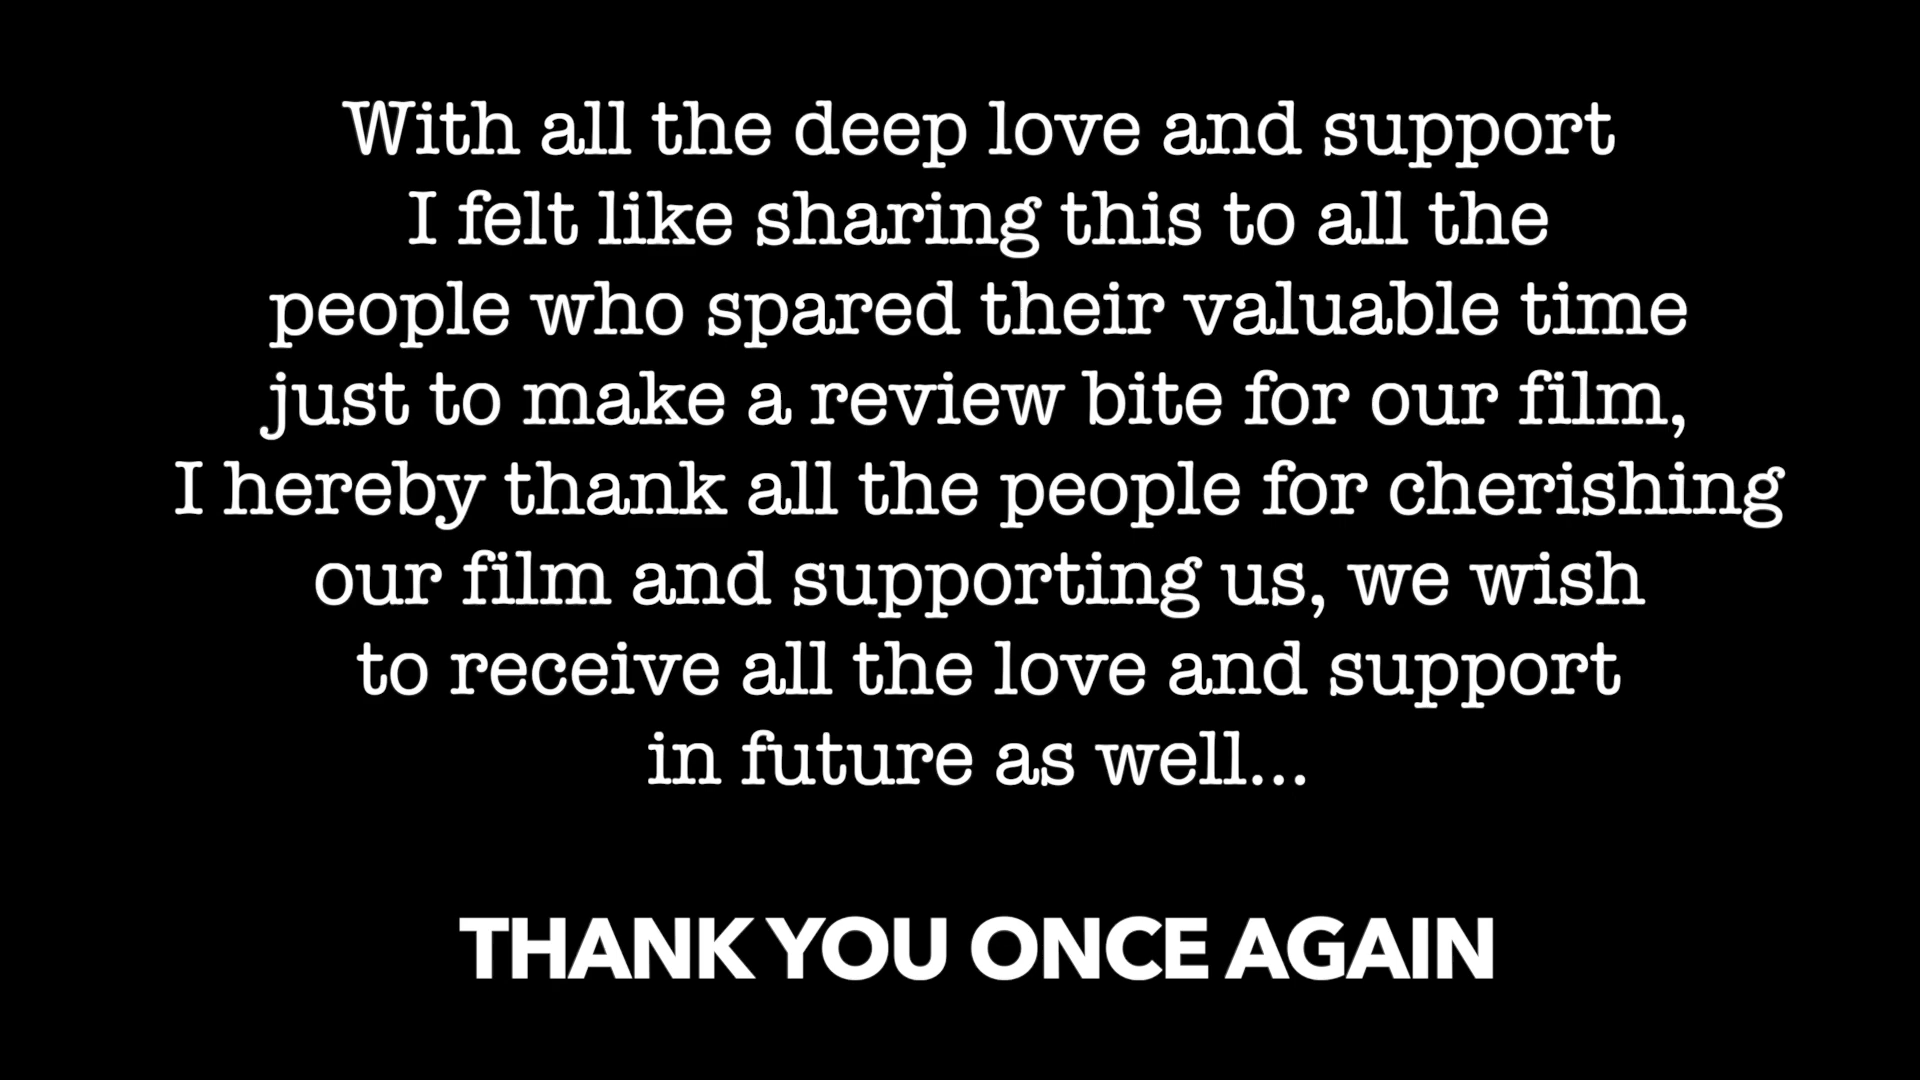 With all the deep love and support
I felt like sharing this to all the
people who spared their valuable time
just to make a review bite for our film,
I hereby thank all the people for cherishing
our film and supporting us, we wish
to receive all the love and support
in future as well...
THANK YOU ONCE AGAIN